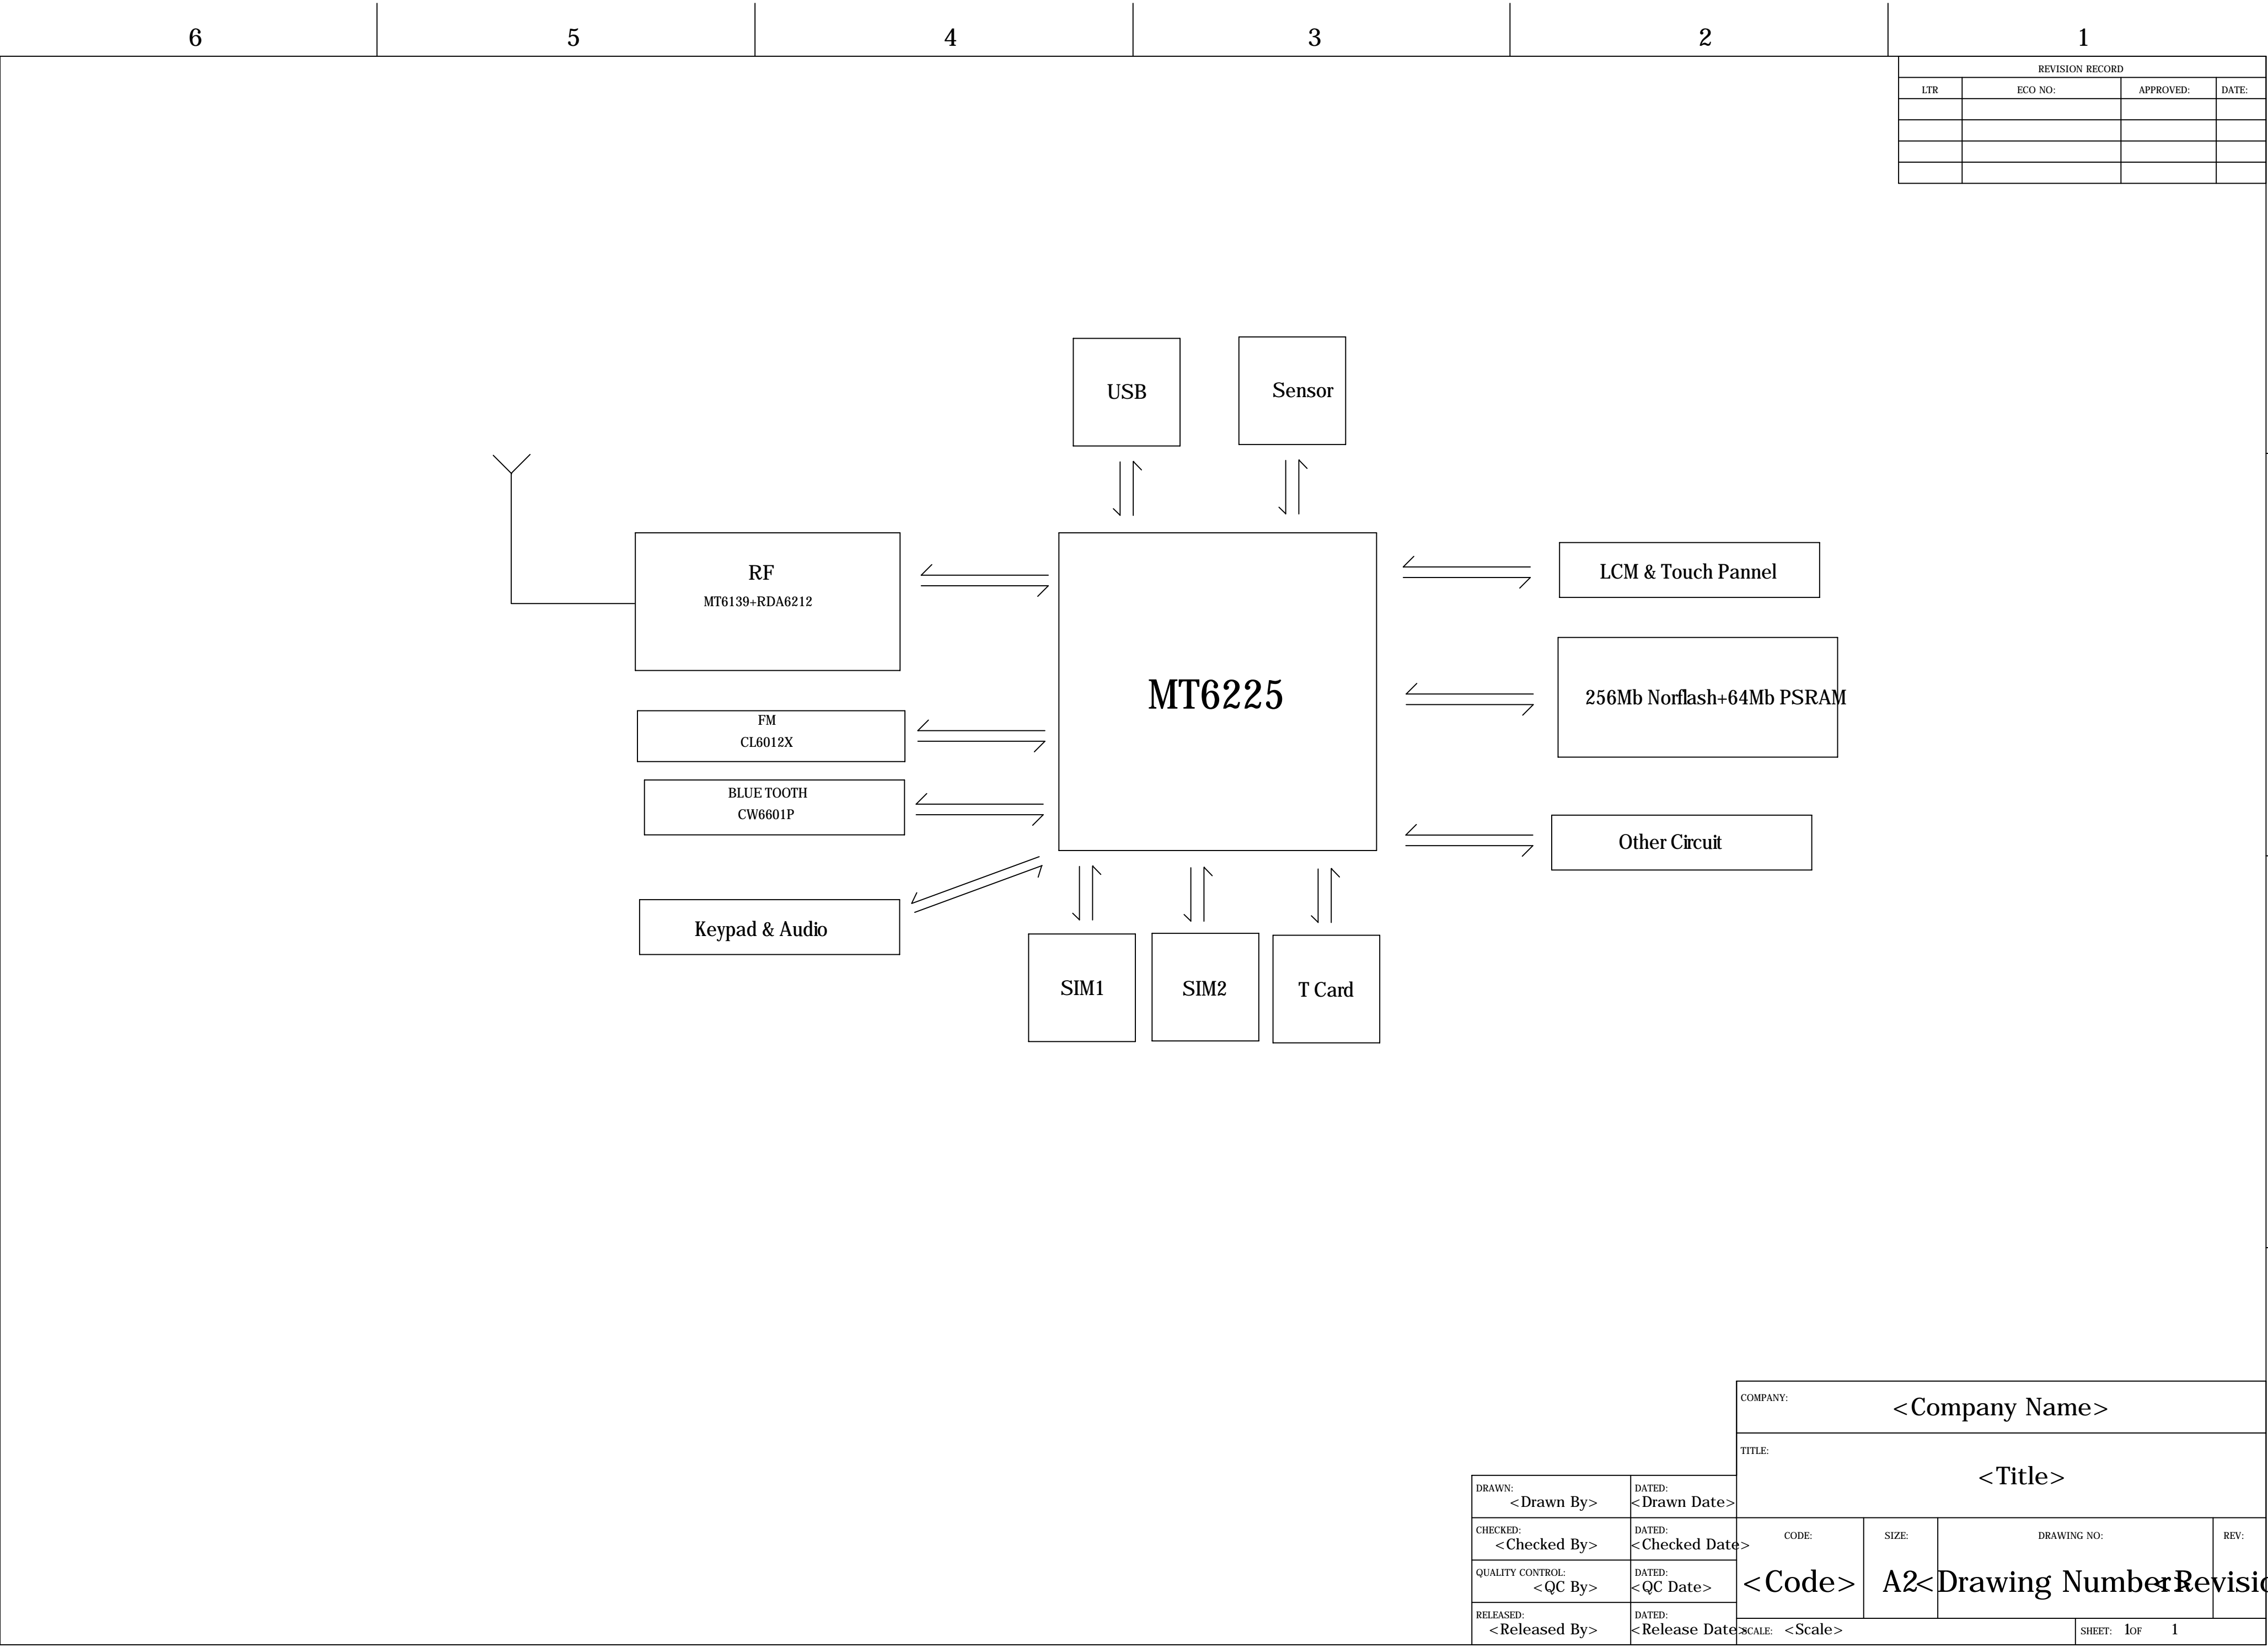 6 5 4 3 2 1
REVISION RECORD
LTR ECO NO: APPROVED: DATE:
USB
Sensor
RF
MT6139+RDA6212
LCM & Touch Pannel
MT6225
256Mb Norflash+64Mb PSRAM
FM
CL6012X
BLUE TOOTH
CW6601P
Other Circuit
Keypad & Audio
SIM1
SIM2
T Card
COMPANY:
<Company Name>
TITLE:
<Title>
DRAWN:
<Drawn By>
DATED:
<Drawn Date>
CHECKED:
<Checked By>
DATED:
<Checked Date>
QUALITY CONTROL:
<QC By>
DATED:
<QC Date>
RELEASED:
<Released By>
DATED:
<Release Date>
CODE:
<Code>
SIZE:
A2
DRAWING NO:
<Drawing Number>
REV:
SCALE: <Scale>
SHEET: 1 OF 1